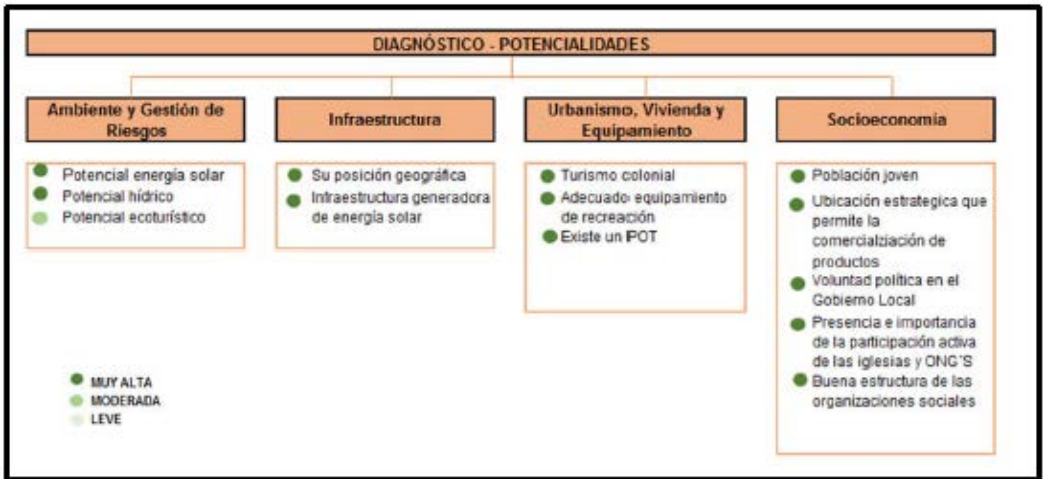 DIAGNÓSTICO - POTENCIALIDADES
Ambiente y Gestión de
Riesgos
Potencial energía solar
Potencial hídrico
Potencial ecoturístico
Infraestructura
Su posición geográfica
Infraestructura generadora
de energía solar
Urbanismo, Vivienda y
Equipamiento
Turismo colonial
Adecuado equipamiento
de recreación
Existe un IPOT
Socioeconomía
Población joven
Ubicación estrategica que
permite la
comercialziación de
productos
Voluntad política en el
Gobierno Local
Presencia e importancia
de la participación activa
de las iglesias y ONG'S
Buena estructura de las
organizaciones sociales
MUY ALTA
MODERADA
LEVE